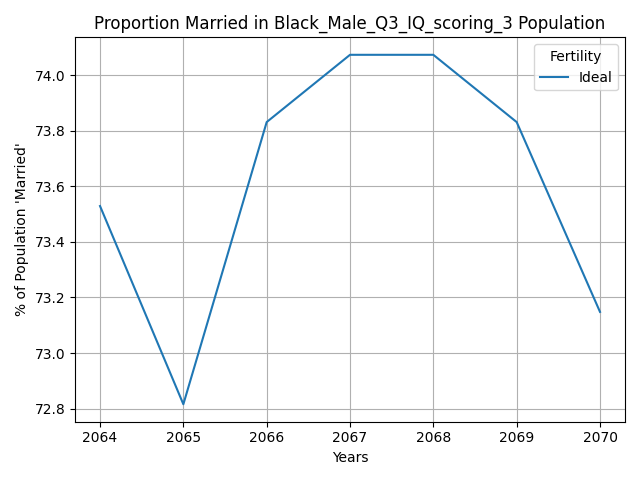 Proportion Married in Black_Male_Q3_IQ_scoring_3 Population
Fertility
Ideal
% of Population 'Married'
74.0
73.8
73.6
73.4
73.2
73.0
72.8
2064 2065 2066 2067 2068 2069 2070
Years